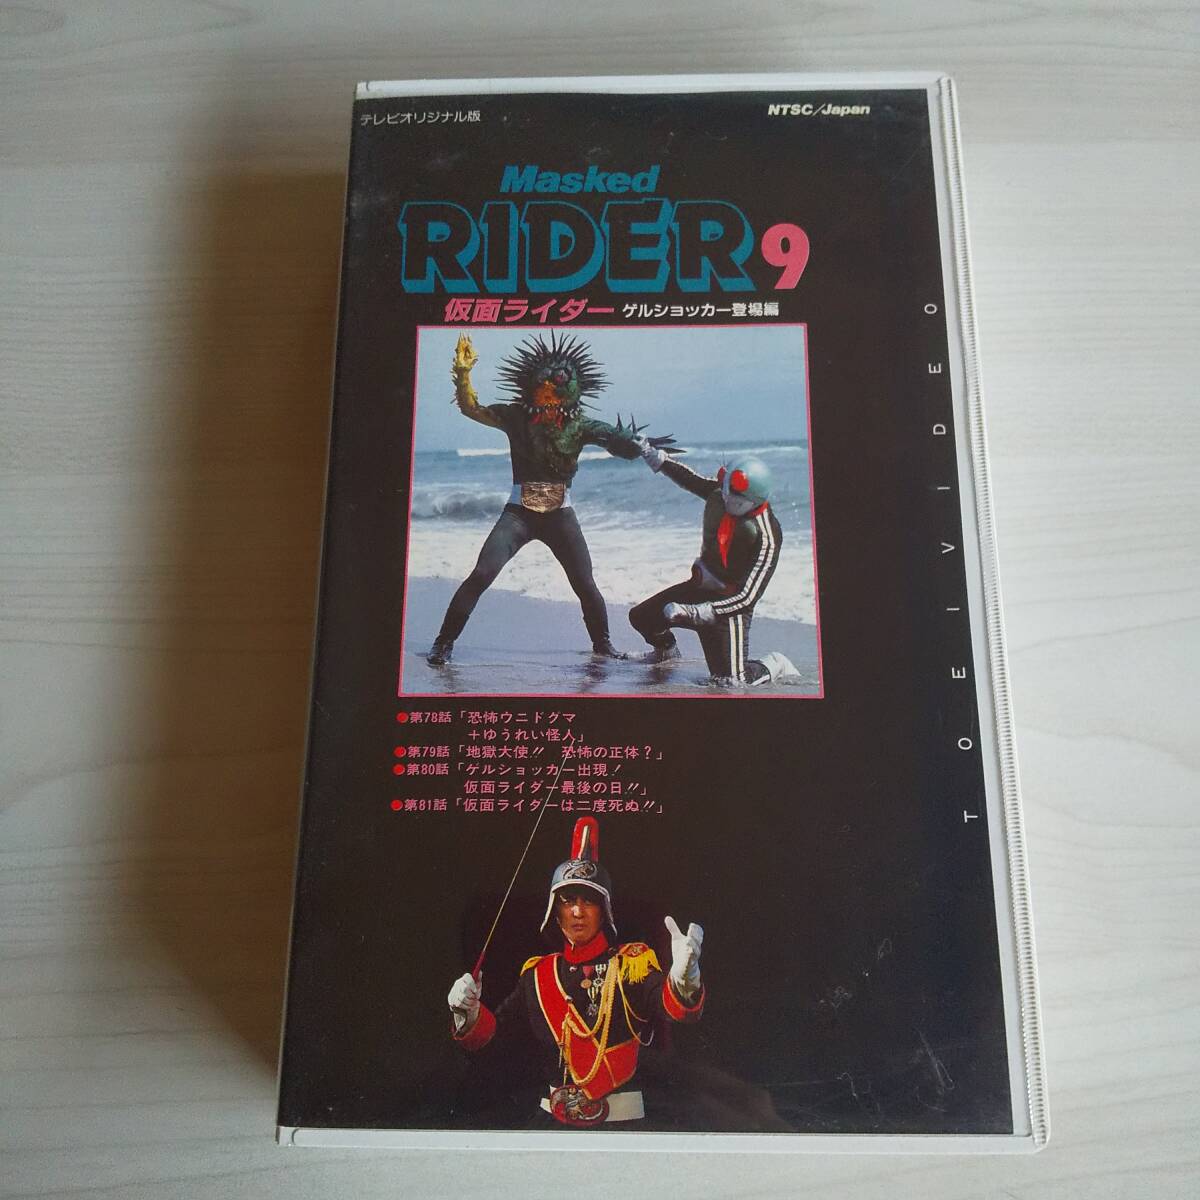 テレビオリジナル版
NTSC/Japan
Masked
RIDER 9
仮面ライダー ゲルショッカー登場編
●第78話「恐怖ウニドグマ
+ゆうれい怪人」
●第79話「地獄大使!! 恐怖の正体?」
●第80話「ゲルショッカー出現!
仮面ライダー最後の日!!」
●第81話「仮面ライダーは二度死ぬ!!」
TOEI VIDEO